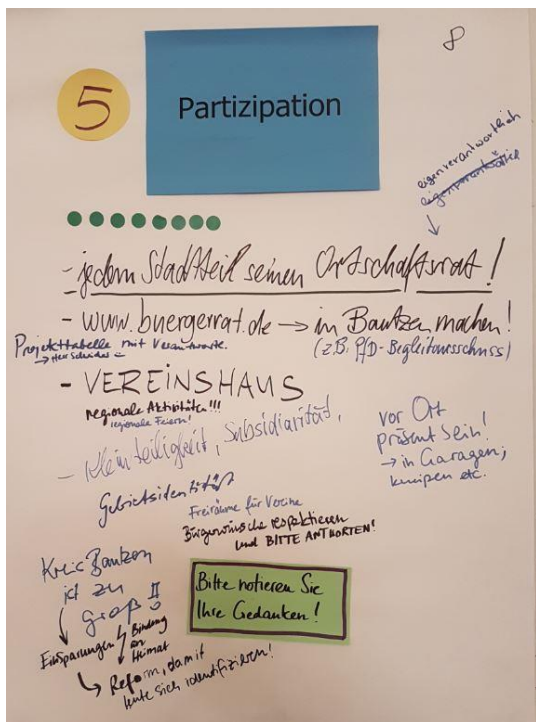 8
5
Partizipation
eigenverantwortlich
- jedem Stadtteil seinen Ortschaftsrat!
- www.buergerrat.de → in Bautzen machen!
(z.B. PfD-Begleitausschuss)
Projekttabelle mit Verantwortl.
→ Herr Scheider
- VEREINSHAUS
regionale Aktivitäten!!!
regionale Feiern!
- Kleinteiligkeit, Subsidiarität,
Gebietsidentität
vor Ort
präsent sein!
→ in Garagen,
kneipen etc.
Freiräume für Vereine
Bürgerwünsche respektieren
und BITTE ANTWORTEN!
Kreis Bautzen
ist zu
groß!!
Einsparungen
Bindung
an
Heimat
→ Reform, damit
leute sich identifizieren!
Bitte notieren Sie
Ihre Gedanken!